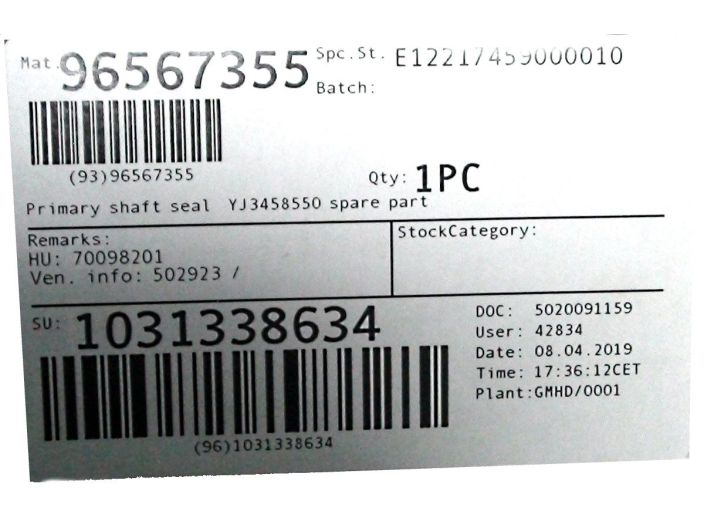 Mat. 96567355 Spc.St. E12217459000010
Batch:
(93)96567355
Qty: 1PC
Primary shaft seal YJ3458550 spare part
Remarks:
StockCategory:
HU: 70098201
Ven. info: 502923 /
SU: 1031338634
DOC: 5020091159
User: 42834
Date: 08.04.2019
Time: 17:36:12CET
Plant:GMHD/0001
(96)1031338634